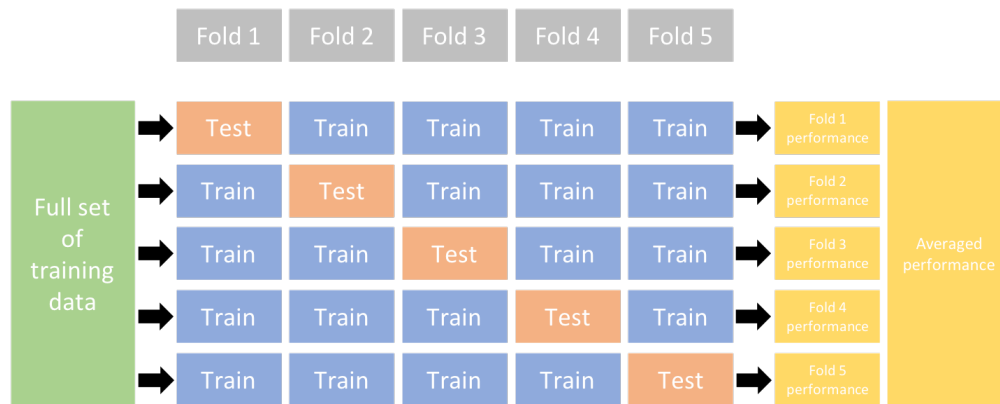 Fold 1 Fold 2 Fold 3 Fold 4 Fold 5
Full set
of
training
data
Test Train Train Train Train
Fold 1
performance
Train Test Train Train Train
Fold 2
performance
Train Train Test Train Train
Fold 3
performance
Train Train Train Test Train
Fold 4
performance
Train Train Train Train Test
Fold 5
performance
Averaged
performance